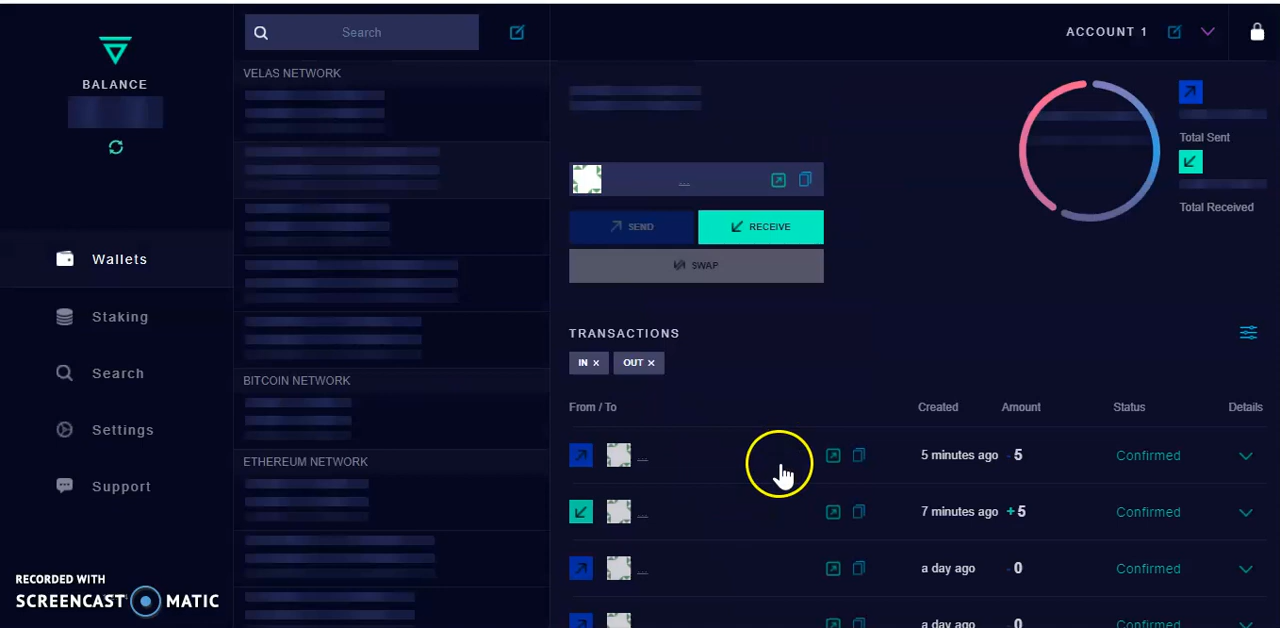 Search
ACCOUNT 1
BALANCE
VELAS NETWORK
Total Sent
Total Received
...
SEND
RECEIVE
SWAP
Wallets
Staking
Search
Settings
Support
BITCOIN NETWORK
ETHEREUM NETWORK
TRANSACTIONS
IN ×
OUT ×
From / To Created Amount Status Details
... 5 minutes ago - 5 Confirmed
... 7 minutes ago + 5 Confirmed
... a day ago - 0 Confirmed
a day ago - 0 Confirmed
RECORDED WITH
SCREENCAST MATIC